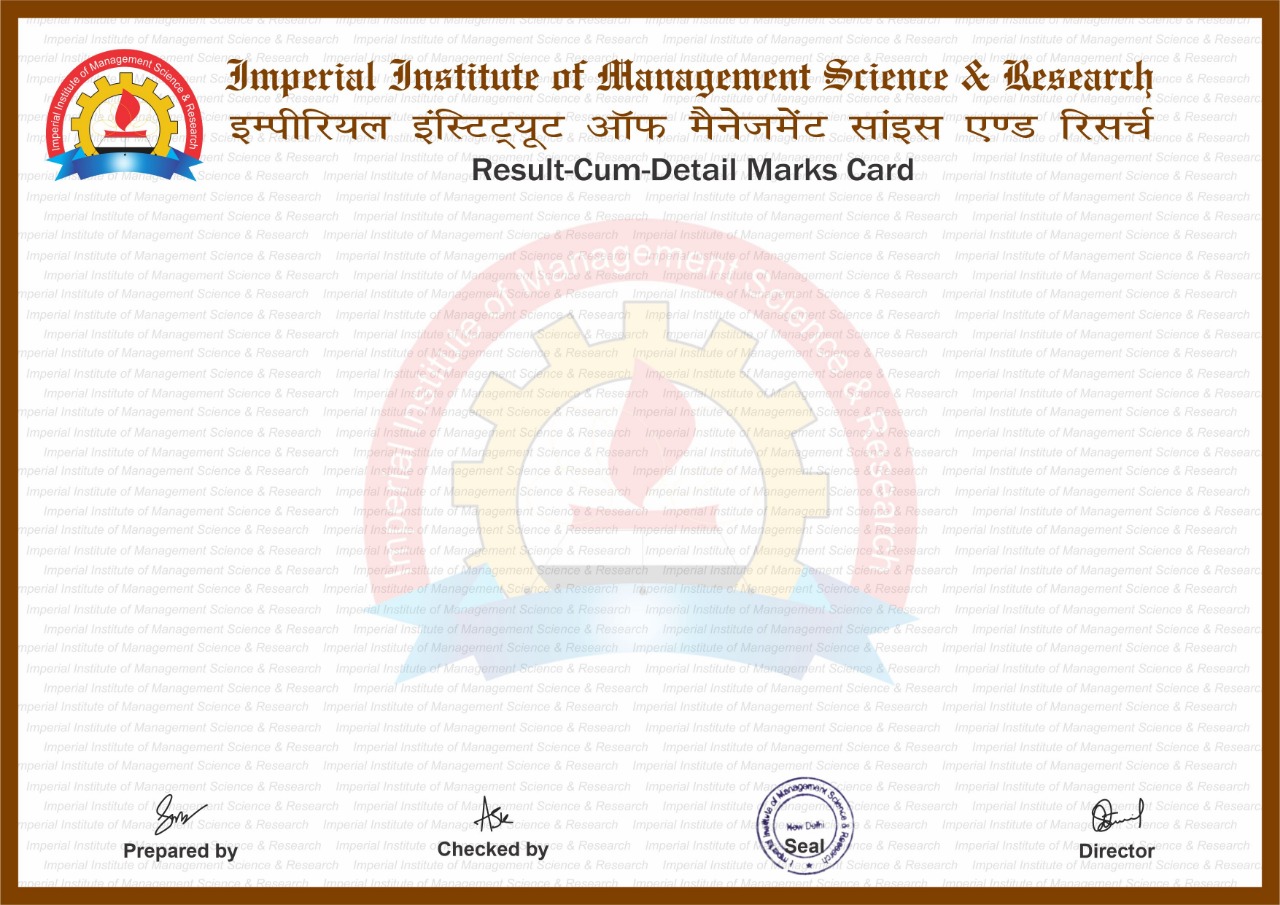 Imperial Institute of Management Science & Research
Imperial Institute of Management Science & Research
इम्पीरियल इंस्टिट्यूट ऑफ मैनेजमेंट सांइस एण्ड रिसर्च
Result-Cum-Detail Marks Card
Imperial Institute of Management Science & Research
Imperial Institute of Management Science & Research
New Delhi
Prepared by
Checked by
Seal
Director